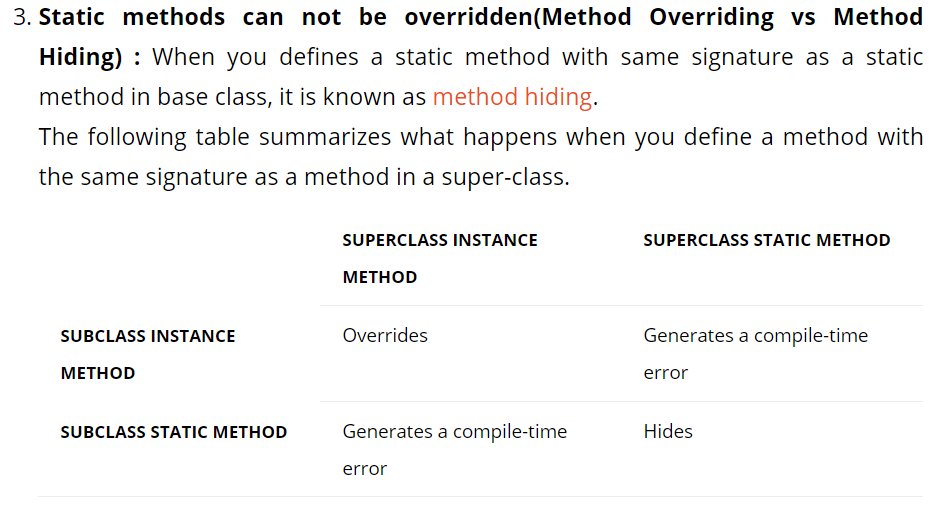 3. Static methods can not be overridden(Method Overriding vs Method
Hiding) : When you defines a static method with same signature as a static
method in base class, it is known as method hiding.
The following table summarizes what happens when you define a method with
the same signature as a method in a super-class.
SUPERCLASS INSTANCE METHOD
SUPERCLASS STATIC METHOD
SUBCLASS INSTANCE METHOD
Overrides
Generates a compile-time error
SUBCLASS STATIC METHOD
Generates a compile-time error
Hides